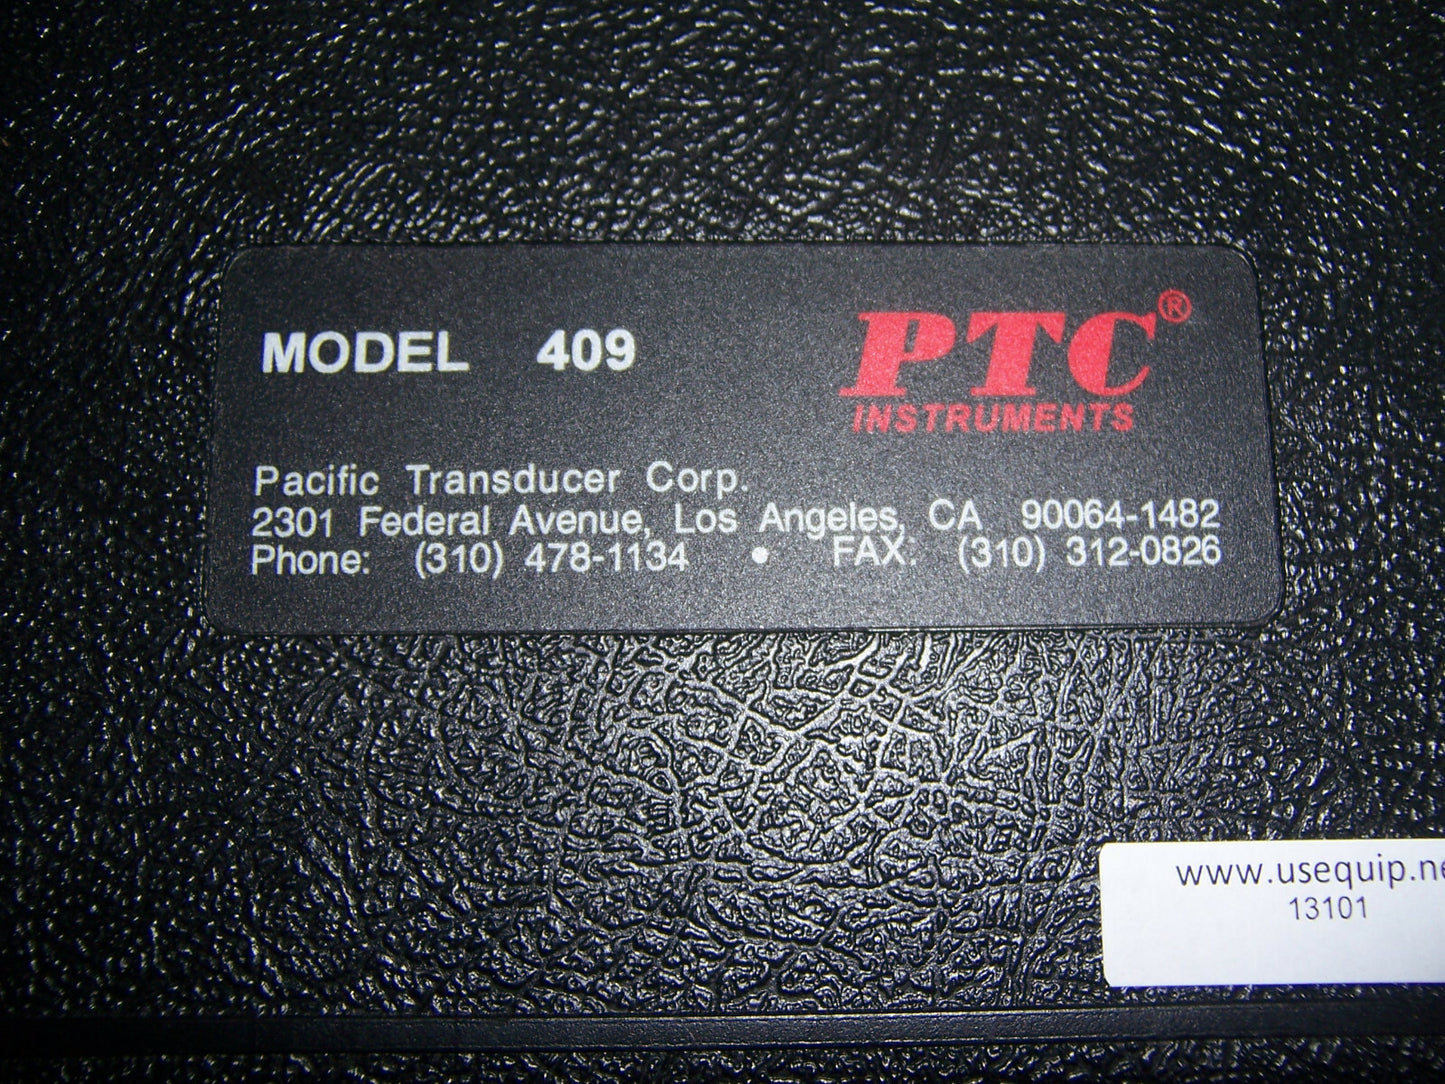 MODEL 409
PTC®
INSTRUMENTS
Pacific Transducer Corp.
2301 Federal Avenue, Los Angeles, CA 90064-1482
Phone: (310) 478-1134 • FAX: (310) 312-0826
www.usequip.ne
13101